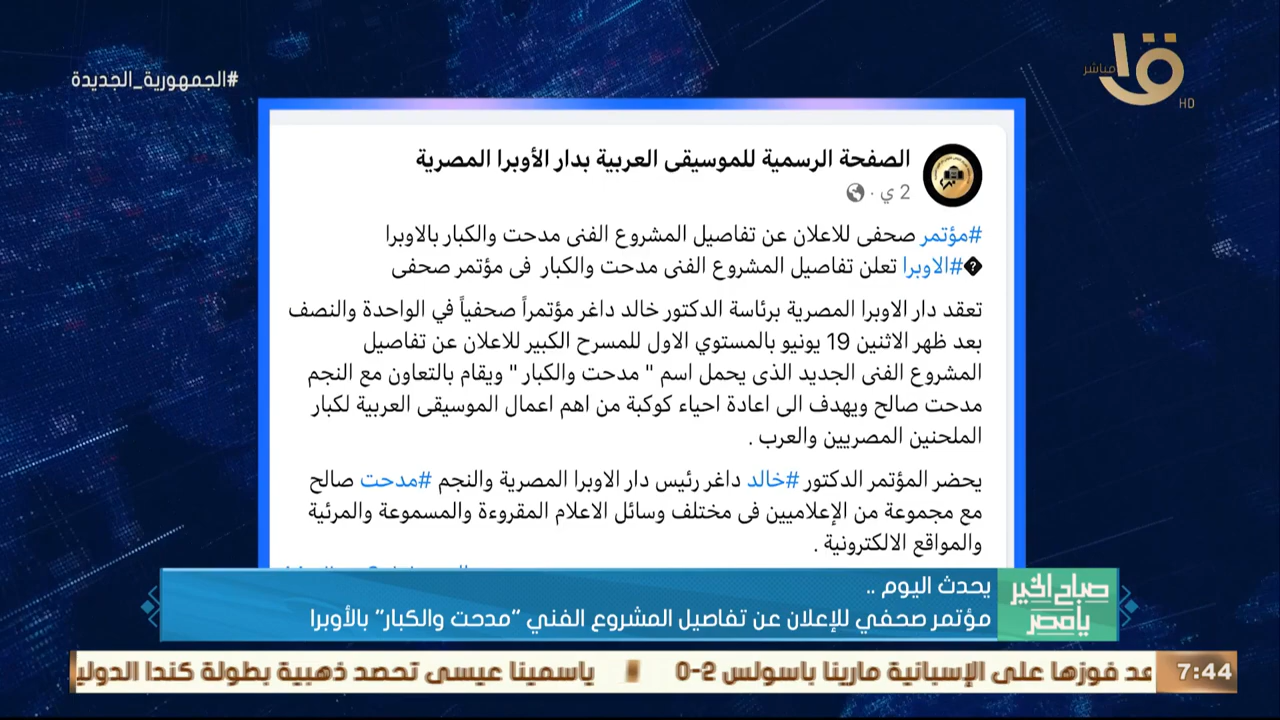 #الجمهورية_الجديدة
مباشر
HD
الصفحة الرسمية للموسيقى العربية بدار الأوبرا المصرية
2 ي ·
#مؤتمر صحفى للاعلان عن تفاصيل المشروع الفنى مدحت والكبار بالاوبرا
#الاوبرا تعلن تفاصيل المشروع الفنى مدحت والكبار فى مؤتمر صحفى
تعقد دار الاوبرا المصرية برئاسة الدكتور خالد داغر مؤتمراً صحفياً في الواحدة والنصف
بعد ظهر الاثنين 19 يونيو بالمستوي الاول للمسرح الكبير للاعلان عن تفاصيل
المشروع الفنى الجديد الذى يحمل اسم " مدحت والكبار " ويقام بالتعاون مع النجم
مدحت صالح ويهدف الى اعادة احياء كوكبة من اهم اعمال الموسيقى العربية لكبار
الملحنين المصريين والعرب .
يحضر المؤتمر الدكتور #خالد داغر رئيس دار الاوبرا المصرية والنجم #مدحت صالح
مع مجموعة من الإعلاميين فى مختلف وسائل الاعلام المقروءة والمسموعة والمرئية
والمواقع الالكترونية .
صباح الخير
يا مصر
يحدث اليوم ..
مؤتمر صحفي للإعلان عن تفاصيل المشروع الفني "مدحت والكبار" بالأوبرا
7:44
فوزها على الإسبانية مارينا باسولس 2-0 ياسمينا عيسى تحصد ذهبية بطولة كندا